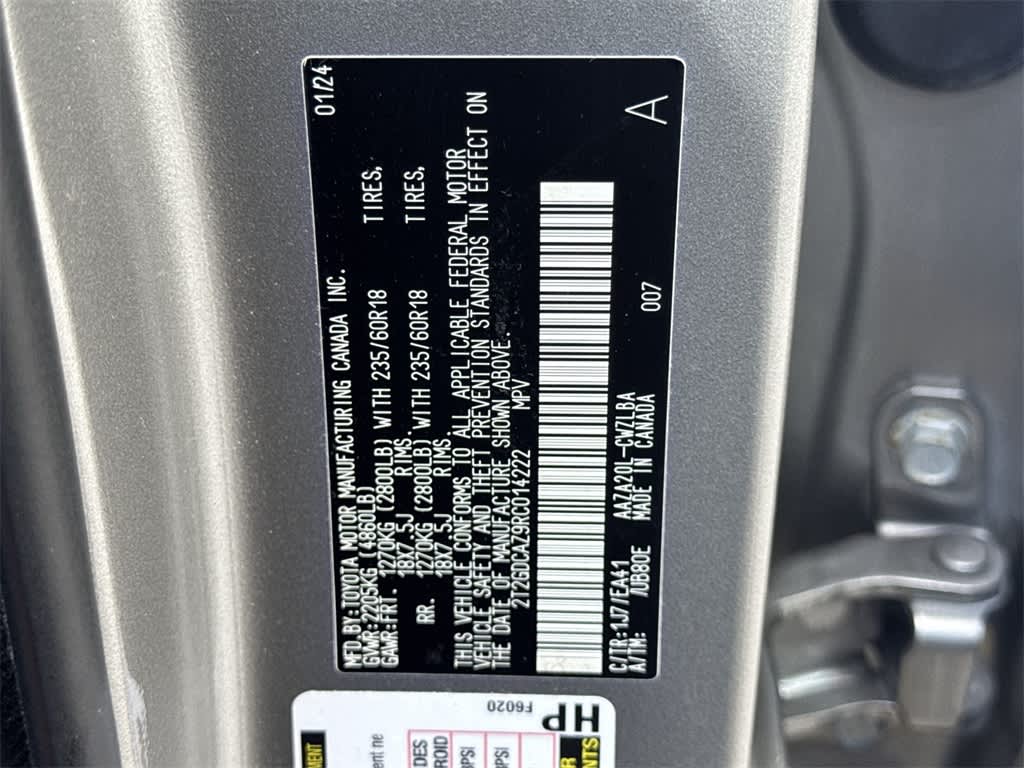 MFD.BY:TOYOTA MOTOR MANUFACTURING CANADA INC. 01/24
GVWR:2205KG (4860LB)
GAWR:FRT. 1270KG (2800LB) WITH 235/60R18 TIRES,
18X7.5J RIMS.
RR. 1270KG (2800LB) WITH 235/60R18 TIRES,
18X7.5J RIMS.
THIS VEHICLE CONFORMS TO ALL APPLICABLE FEDERAL MOTOR
VEHICLE SAFETY AND THEFT PREVENTION STANDARDS IN EFFECT ON
THE DATE OF MANUFACTURE SHOWN ABOVE.
2T2GDCAZ9RC014222 MPV
C/TR:1J7/EA41 AAZA20L-CWZLBA 007 A
A/TM: /UB80E MADE IN CANADA
F6020
HP